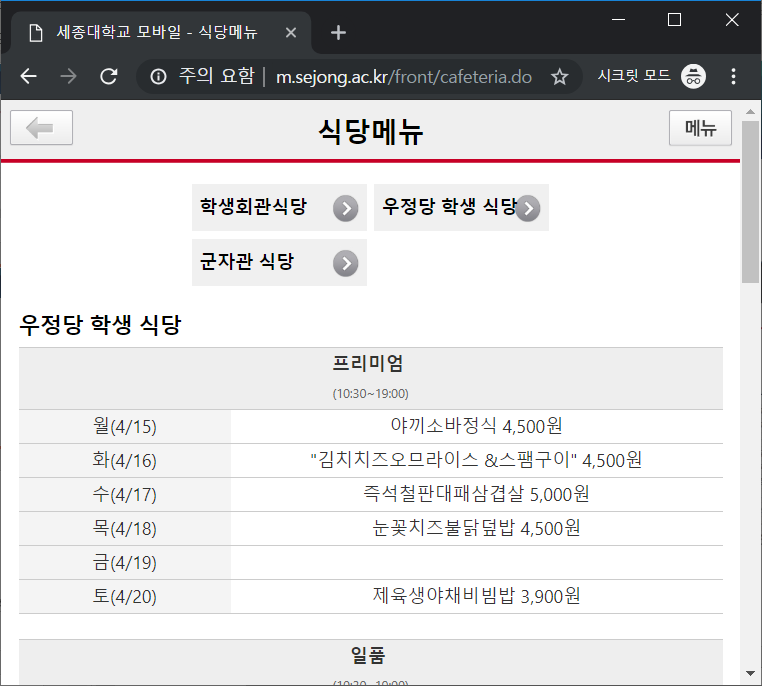 세종대학교 모바일 - 식당메뉴
주의 요함 | m.sejong.ac.kr/front/cafeteria.do 시크릿 모드
식당메뉴 메뉴
학생회관식당 우정당 학생 식당
군자관 식당
우정당 학생 식당
프리미엄
(10:30~19:00)
월(4/15) 야끼소바정식 4,500원
화(4/16) "김치치즈오므라이스 &스팸구이" 4,500원
수(4/17) 즉석철판대패삼겹살 5,000원
목(4/18) 눈꽃치즈불닭덮밥 4,500원
금(4/19)
토(4/20) 제육생야채비빔밥 3,900원
일품